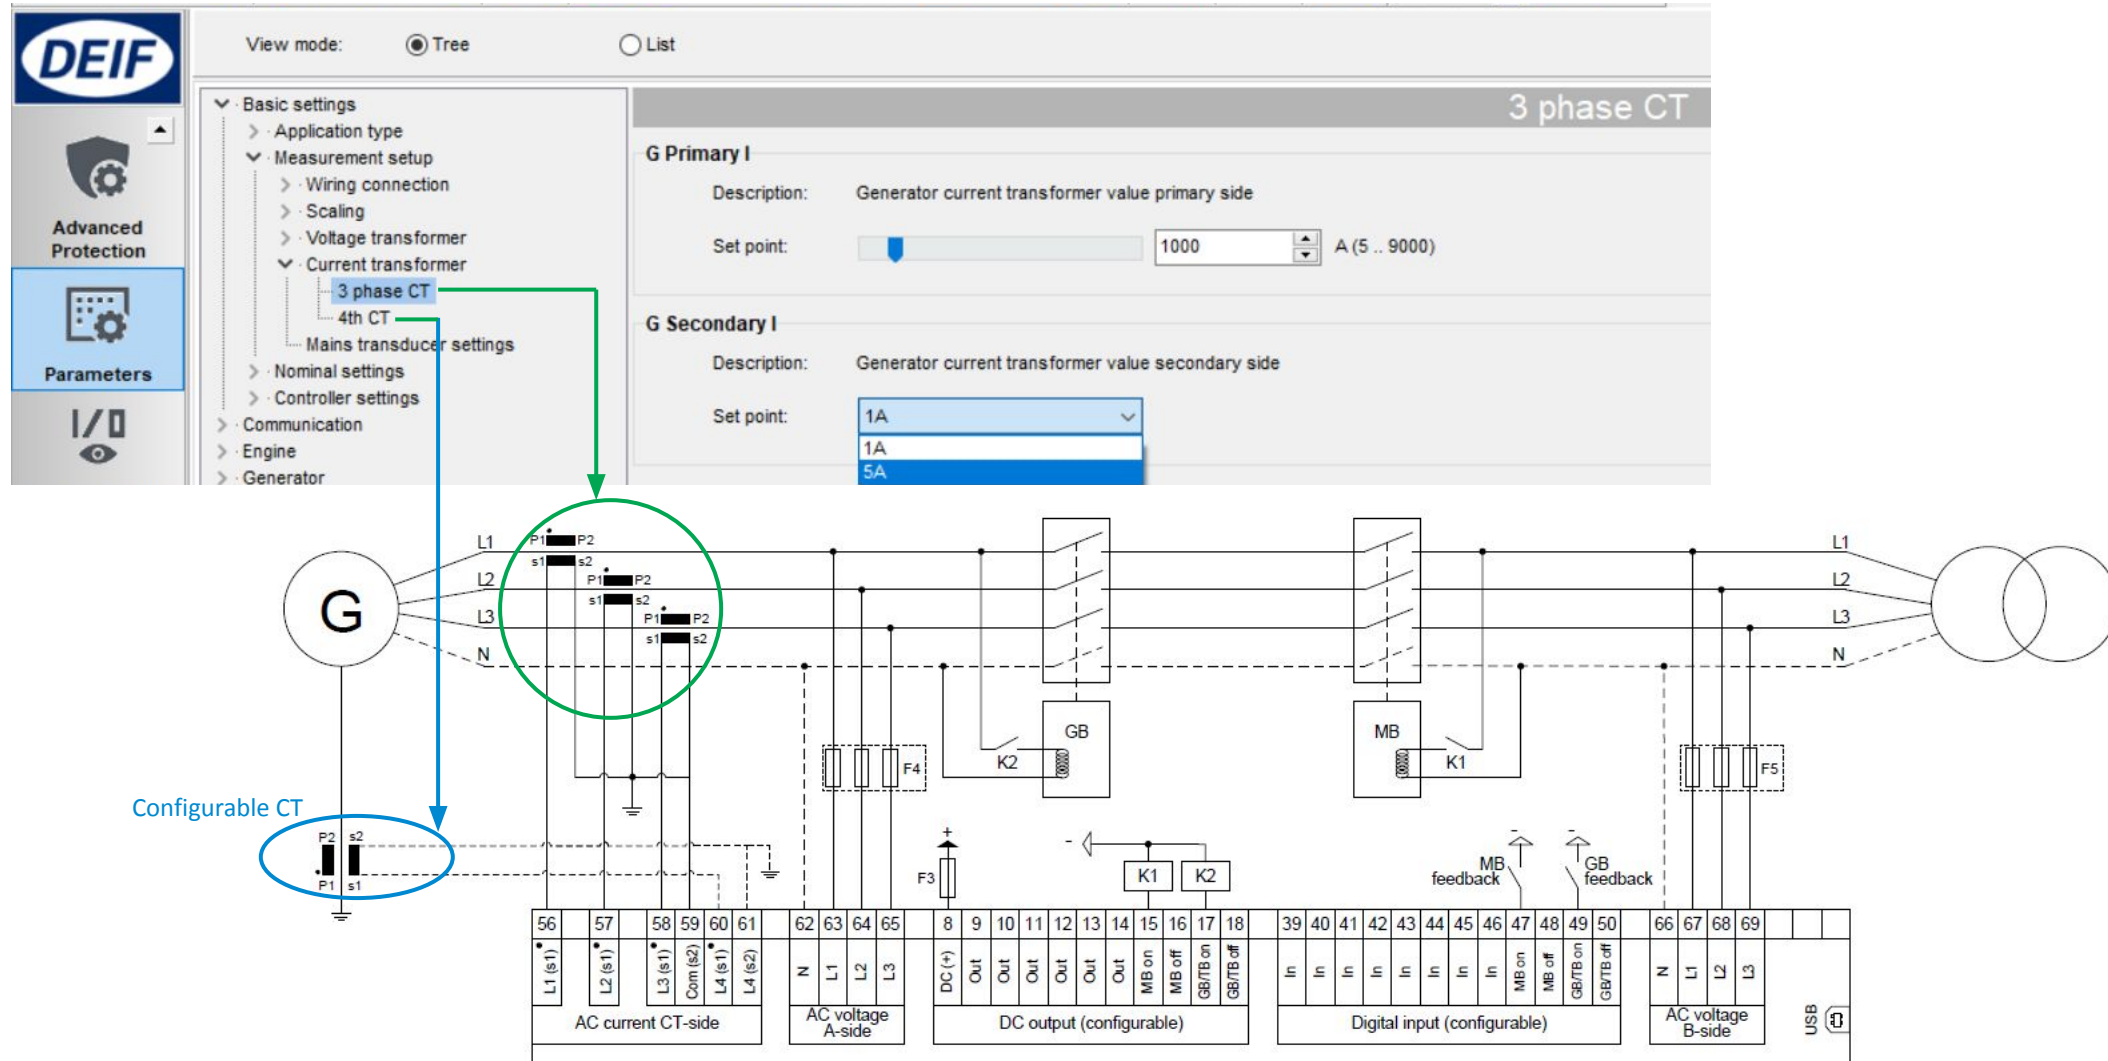 DEIF
View mode: Tree List
Basic settings
Application type
Measurement setup
Wiring connection
Scaling
Voltage transformer
Current transformer
3 phase CT
4th CT
Mains transducer settings
Nominal settings
Controller settings
Communication
Engine
Generator
Advanced
Protection
Parameters
3 phase CT
G Primary I
Description: Generator current transformer value primary side
Set point: 1000 A (5 .. 9000)
G Secondary I
Description: Generator current transformer value secondary side
Set point: 1A
1A
5A
G
L1
L2
L3
N
P1 P2
s1 s2
P1 P2
s1 s2
P1 P2
s1 s2
L1
L2
L3
N
GB
K2
MB
K1
F4
F5
Configurable CT
P2 s2
P1 s1
+
F3
-
K1 K2
- -
MB
feedback
GB
feedback
56 57 58 59 60 61 62 63 64 65 8 9 10 11 12 13 14 15 16 17 18 39 40 41 42 43 44 45 46 47 48 49 50 66 67 68 69
L1 (s1) L2 (s1) L3 (s1) Com (s2) L4 (s1) L4 (s2) N L1 L2 L3 DC (+) Out Out Out Out Out Out MB on MB off GB/TB on GB/TB off In In In In In In In In MB on MB off GB/TB on GB/TB off N L1 L2 L3
AC current CT-side
AC voltage
A-side
DC output (configurable)
Digital input (configurable)
AC voltage
B-side
USB